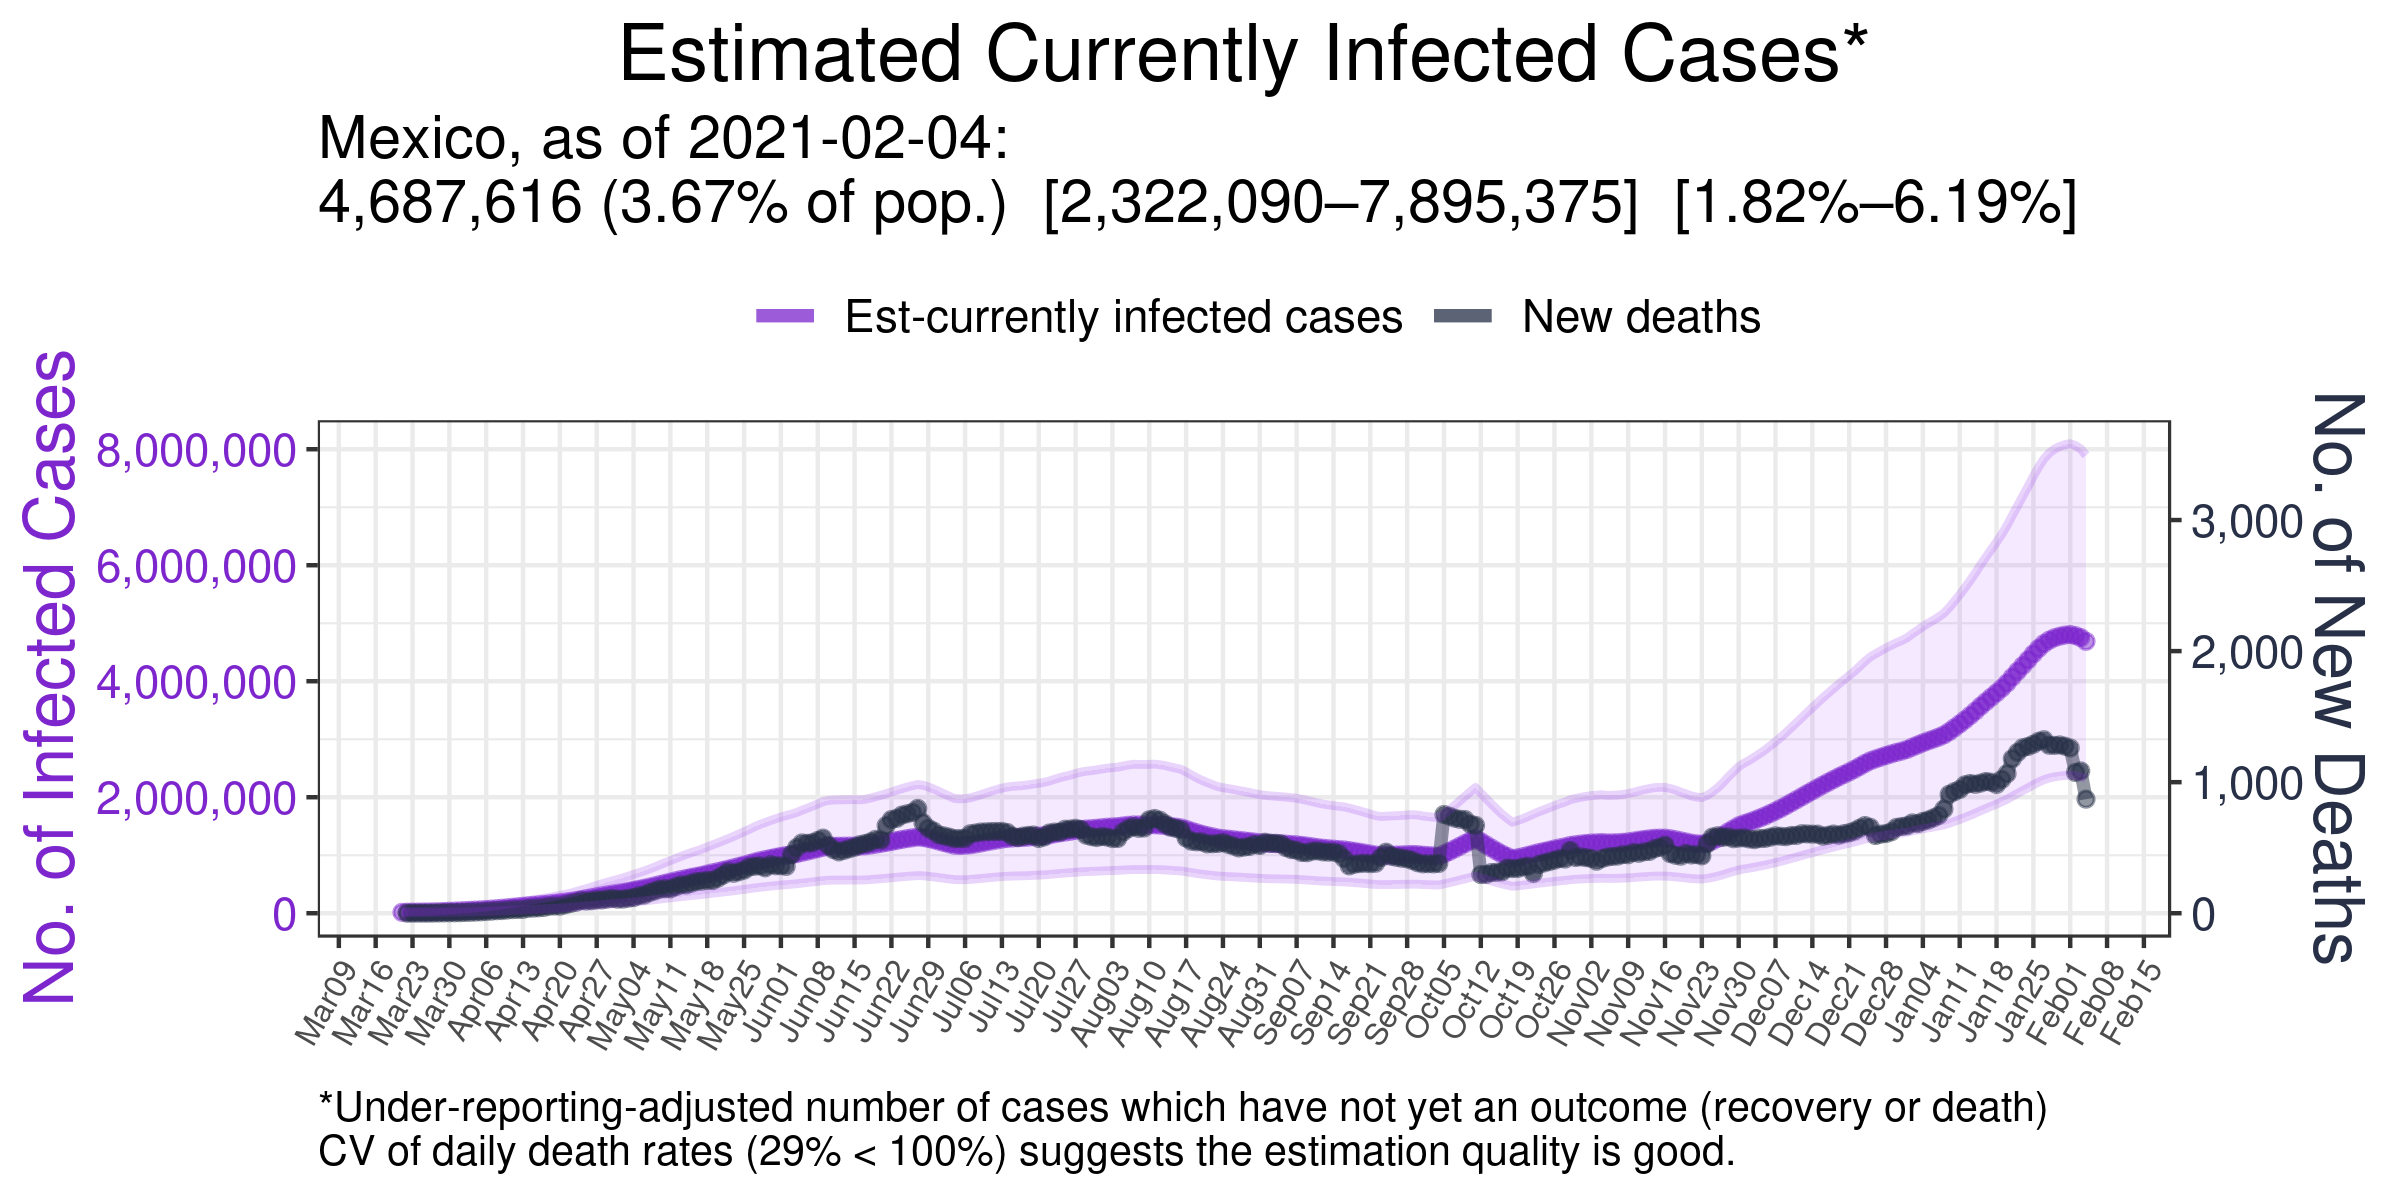 Estimated Currently Infected Cases*
Mexico, as of 2021-02-04:
4,687,616 (3.67% of pop.) [2,322,090–7,895,375] [1.82%–6.19%]
Est-currently infected cases New deaths
No. of Infected Cases
8,000,000
6,000,000
4,000,000
2,000,000
0
3,000
2,000
1,000
0
No. of New Deaths
Mar09 Mar16 Mar23 Mar30 Apr06 Apr13 Apr20 Apr27 May04 May11 May18 May25 Jun01 Jun08 Jun15 Jun22 Jun29 Jul06 Jul13 Jul20 Jul27 Aug03 Aug10 Aug17 Aug24 Aug31 Sep07 Sep14 Sep21 Sep28 Oct05 Oct12 Oct19 Oct26 Nov02 Nov09 Nov16 Nov23 Nov30 Dec07 Dec14 Dec21 Dec28 Jan04 Jan11 Jan18 Jan25 Feb01 Feb08 Feb15
*Under-reporting-adjusted number of cases which have not yet an outcome (recovery or death)
CV of daily death rates (29% < 100%) suggests the estimation quality is good.